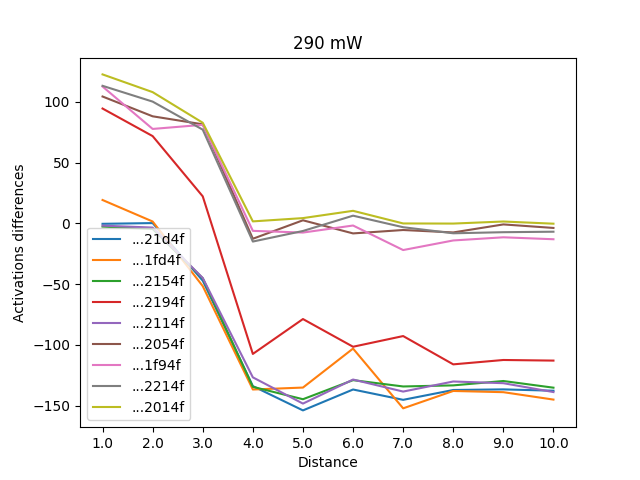 290 mW
Activations differences
100
50
0
−50
−100
−150
...21d4f
...1fd4f
...2154f
...2194f
...2114f
...2054f
...1f94f
...2214f
...2014f
1.0 2.0 3.0 4.0 5.0 6.0 7.0 8.0 9.0 10.0
Distance